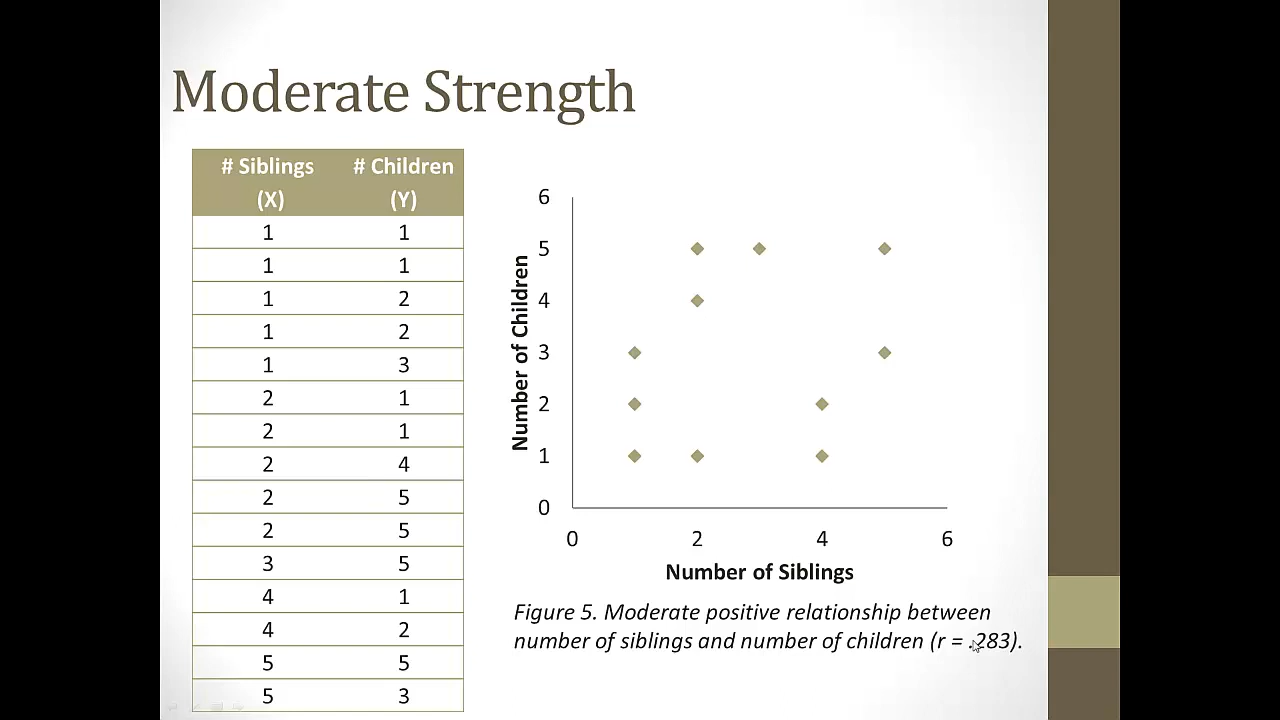 Moderate Strength
# Siblings # Children
(X) (Y)
1 1
1 1
1 2
1 2
1 3
2 1
2 1
2 4
2 5
2 5
3 5
4 1
4 2
5 5
5 3
6
5
4
3
2
1
0
Number of Children
0 2 4 6
Number of Siblings
Figure 5. Moderate positive relationship between
number of siblings and number of children (r = .283).